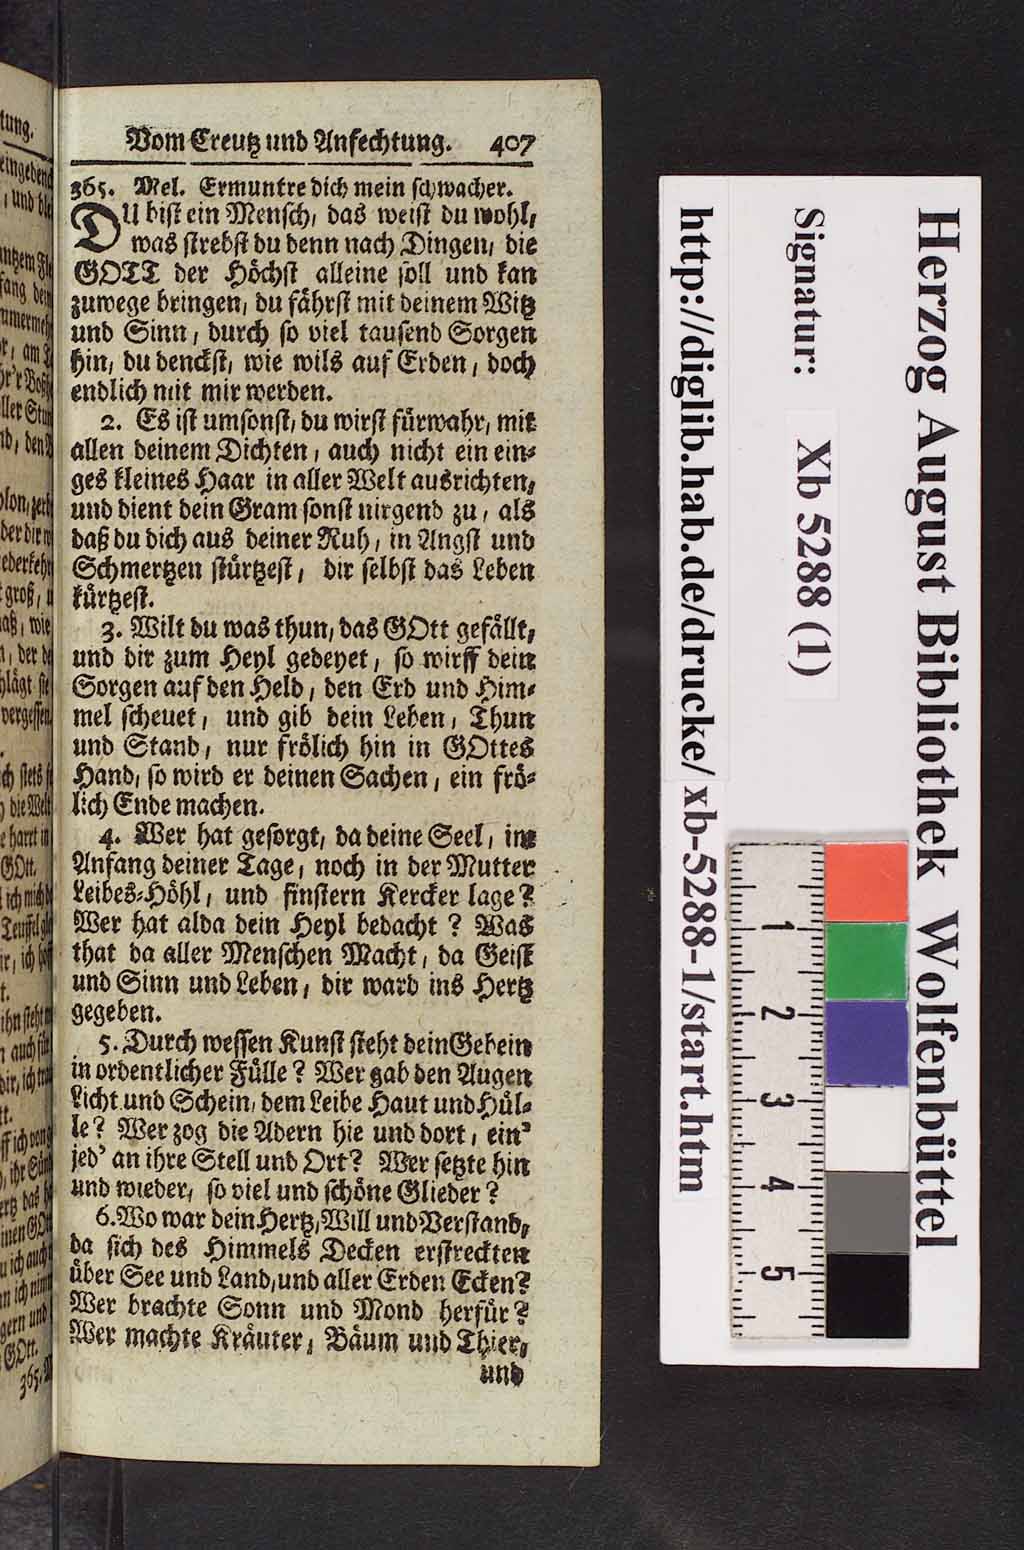 Vom Creutz und Anfechtung. 407
365. Mel. Ermuntre dich mein schwacher.
DU bist ein Mensch, das weist du wohl,
was strebst du denn nach Dingen, die
GOTT der Höchst alleine soll und kan
zuwege bringen, du fährst mit deinem Witz
und Sinn, durch so viel tausend Sorgen
hin, du denckst, wie wils auf Erden, doch
endlich mit mir werden.
2. Es ist umsonst, du wirst fürwahr, mit
allen deinem Dichten, auch nicht ein ein-
ges kleines Haar in aller Welt ausrichten,
und dient dein Gram sonst nirgend zu, als
daß du dich aus deiner Ruh, in Angst und
Schmertzen stürtzest, dir selbst das Leben
kürtzest.
3. Wilt du was thun, das GOtt gefällt,
und dir zum Heyl gedeyet, so wirff dein
Sorgen auf den Held, den Erd und Him-
mel scheuet, und gib dein Leben, Thun
und Stand, nur frölich hin in GOttes
Hand, so wird er deinen Sachen, ein frö-
lich Ende machen.
4. Wer hat gesorgt, da deine Seel, im
Anfang deiner Tage, noch in der Mutter
Leibes-Höhl, und finstern Kercker lage?
Wer hat alda dein Heyl bedacht? Was
that da aller Menschen Macht, da Geist
und Sinn und Leben, dir ward ins Hertz
gegeben.
5. Durch wessen Kunst steht dein Gebein
in ordentlicher Fülle? Wer gab den Augen
Licht und Schein, dem Leibe Haut und Hül-
le? Wer zog die Adern hie und dort, ein'
jed' an ihre Stell und Ort? Wer setzte hin
und wieder, so viel und schöne Glieder?
6. Wo war dein Hertz, Will und Verstand,
da sich des Himmels Decken erstreckten
über See und Land, und aller Erden Ecken?
Wer brachte Sonn und Mond herfür?
Wer machte Kräuter, Bäum und Thier,
und
Herzog August Bibliothek Wolfenbüttel
Signatur: Xb 5288 (1)
http://diglib.hab.de/drucke/xb-5288-1/start.htm
1
2
3
4
5